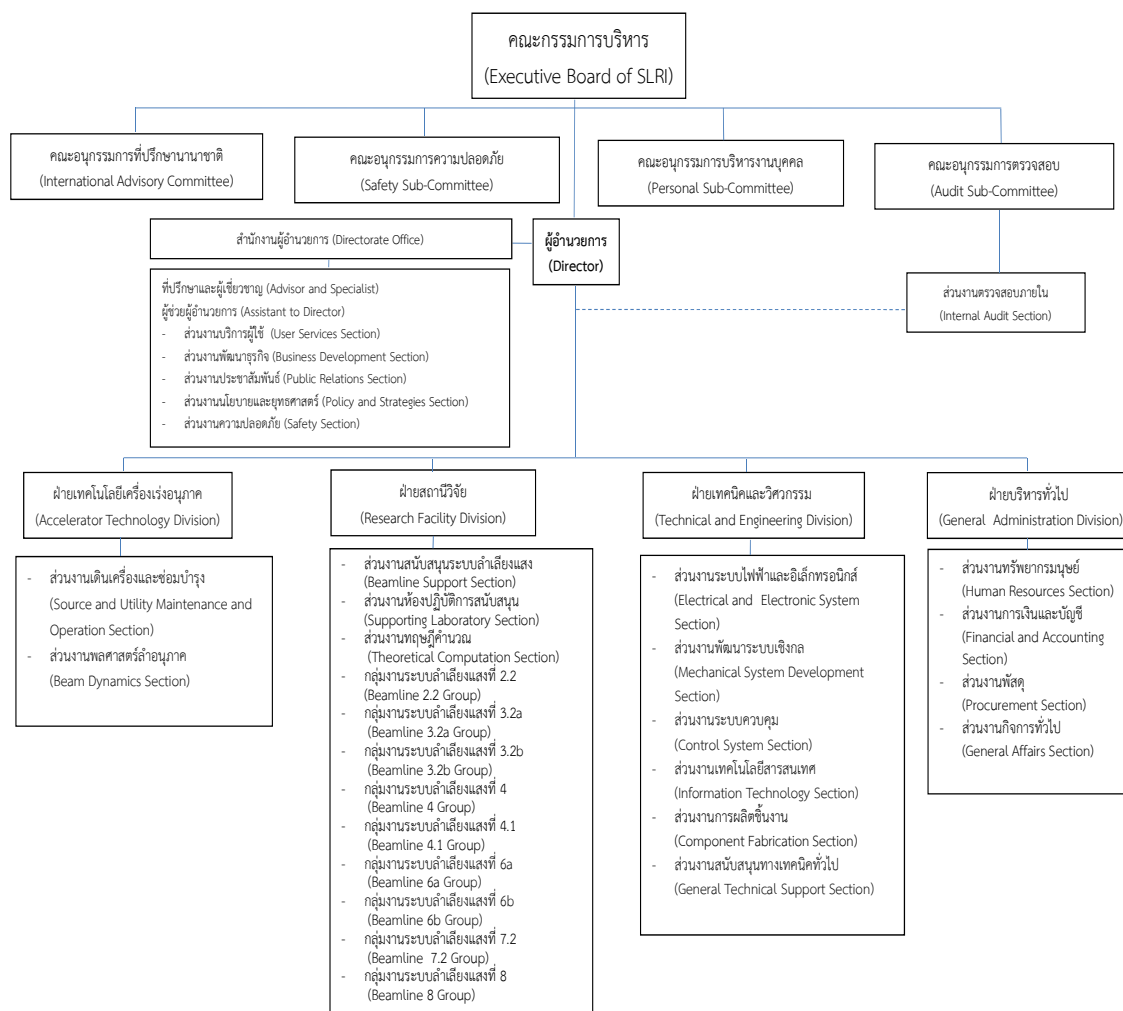 คณะกรรมการบริหาร
(Executive Board of SLRI)
คณะอนุกรรมการที่ปรึกษานานาชาติ
(International Advisory Committee)
คณะอนุกรรมการความปลอดภัย
(Safety Sub-Committee)
คณะอนุกรรมการบริหารงานบุคคล
(Personal Sub-Committee)
คณะอนุกรรมการตรวจสอบ
(Audit Sub-Committee)
สำนักงานผู้อำนวยการ (Directorate Office)
ผู้อำนวยการ
(Director)
ที่ปรึกษาและผู้เชี่ยวชาญ (Advisor and Specialist)
ผู้ช่วยผู้อำนวยการ (Assistant to Director)
- ส่วนงานบริการผู้ใช้ (User Services Section)
- ส่วนงานพัฒนาธุรกิจ (Business Development Section)
- ส่วนงานประชาสัมพันธ์ (Public Relations Section)
- ส่วนงานนโยบายและยุทธศาสตร์ (Policy and Strategies Section)
- ส่วนงานความปลอดภัย (Safety Section)
ส่วนงานตรวจสอบภายใน
(Internal Audit Section)
ฝ่ายเทคโนโลยีเครื่องเร่งอนุภาค
(Accelerator Technology Division)
- ส่วนงานเดินเครื่องและซ่อมบำรุง
(Source and Utility Maintenance and
Operation Section)
- ส่วนงานพลศาสตร์ลำอนุภาค
(Beam Dynamics Section)
ฝ่ายสถานีวิจัย
(Research Facility Division)
- ส่วนงานสนับสนุนระบบลำเลียงแสง
(Beamline Support Section)
- ส่วนงานห้องปฏิบัติการสนับสนุน
(Supporting Laboratory Section)
- ส่วนงานทฤษฎีคำนวณ
(Theoretical Computation Section)
- กลุ่มงานระบบลำเลียงแสงที่ 2.2
(Beamline 2.2 Group)
- กลุ่มงานระบบลำเลียงแสงที่ 3.2a
(Beamline 3.2a Group)
- กลุ่มงานระบบลำเลียงแสงที่ 3.2b
(Beamline 3.2b Group)
- กลุ่มงานระบบลำเลียงแสงที่ 4
(Beamline 4 Group)
- กลุ่มงานระบบลำเลียงแสงที่ 4.1
(Beamline 4.1 Group)
- กลุ่มงานระบบลำเลียงแสงที่ 6a
(Beamline 6a Group)
- กลุ่มงานระบบลำเลียงแสงที่ 6b
(Beamline 6b Group)
- กลุ่มงานระบบลำเลียงแสงที่ 7.2
(Beamline 7.2 Group)
- กลุ่มงานระบบลำเลียงแสงที่ 8
(Beamline 8 Group)
ฝ่ายเทคนิคและวิศวกรรม
(Technical and Engineering Division)
- ส่วนงานระบบไฟฟ้าและอิเล็กทรอนิกส์
(Electrical and Electronic System
Section)
- ส่วนงานพัฒนาระบบเชิงกล
(Mechanical System Development
Section)
- ส่วนงานระบบควบคุม
(Control System Section)
- ส่วนงานเทคโนโลยีสารสนเทศ
(Information Technology Section)
- ส่วนงานการผลิตชิ้นงาน
(Component Fabrication Section)
- ส่วนงานสนับสนุนทางเทคนิคทั่วไป
(General Technical Support Section)
ฝ่ายบริหารทั่วไป
(General Administration Division)
- ส่วนงานทรัพยากรมนุษย์
(Human Resources Section)
- ส่วนงานการเงินและบัญชี
(Financial and Accounting
Section)
- ส่วนงานพัสดุ
(Procurement Section)
- ส่วนงานกิจการทั่วไป
(General Affairs Section)